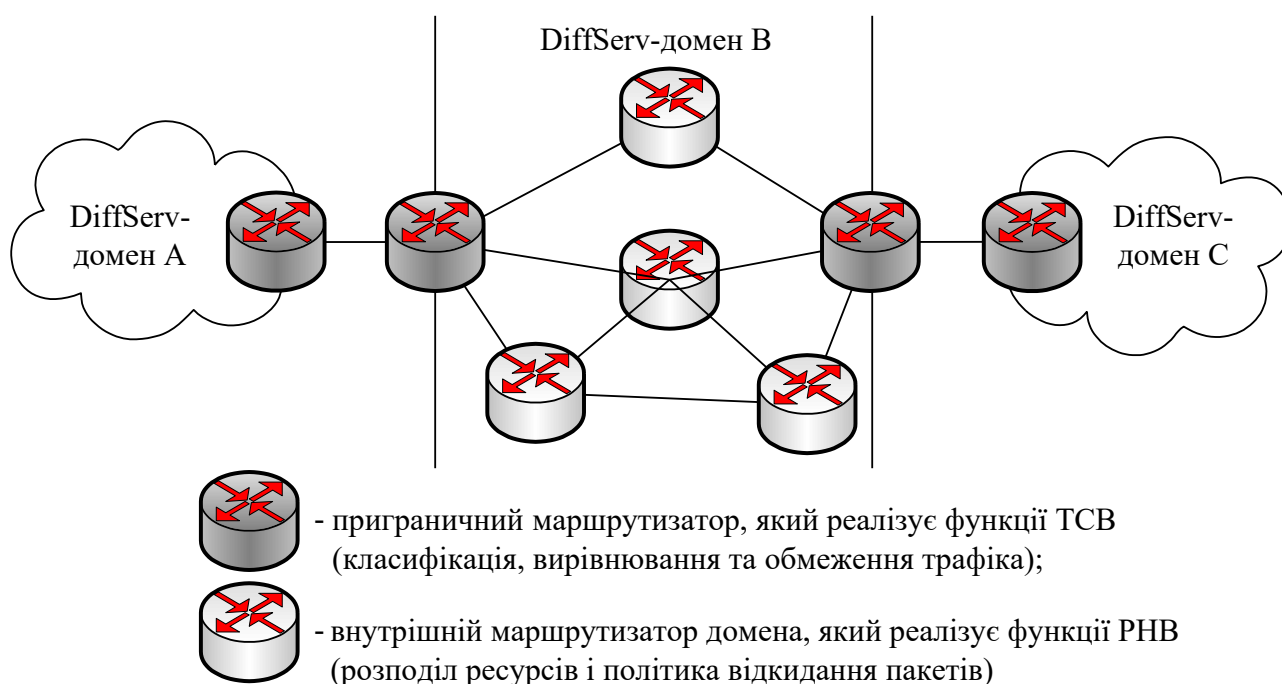 DiffServ-домен B
DiffServ-
домен A
DiffServ-
домен C
- приграничний маршрутизатор, який реалізує функції TCB
(класифікація, вирівнювання та обмеження трафіка);
- внутрішній маршрутизатор домена, який реалізує функції PHB
(розподіл ресурсів і політика відкидання пакетів)